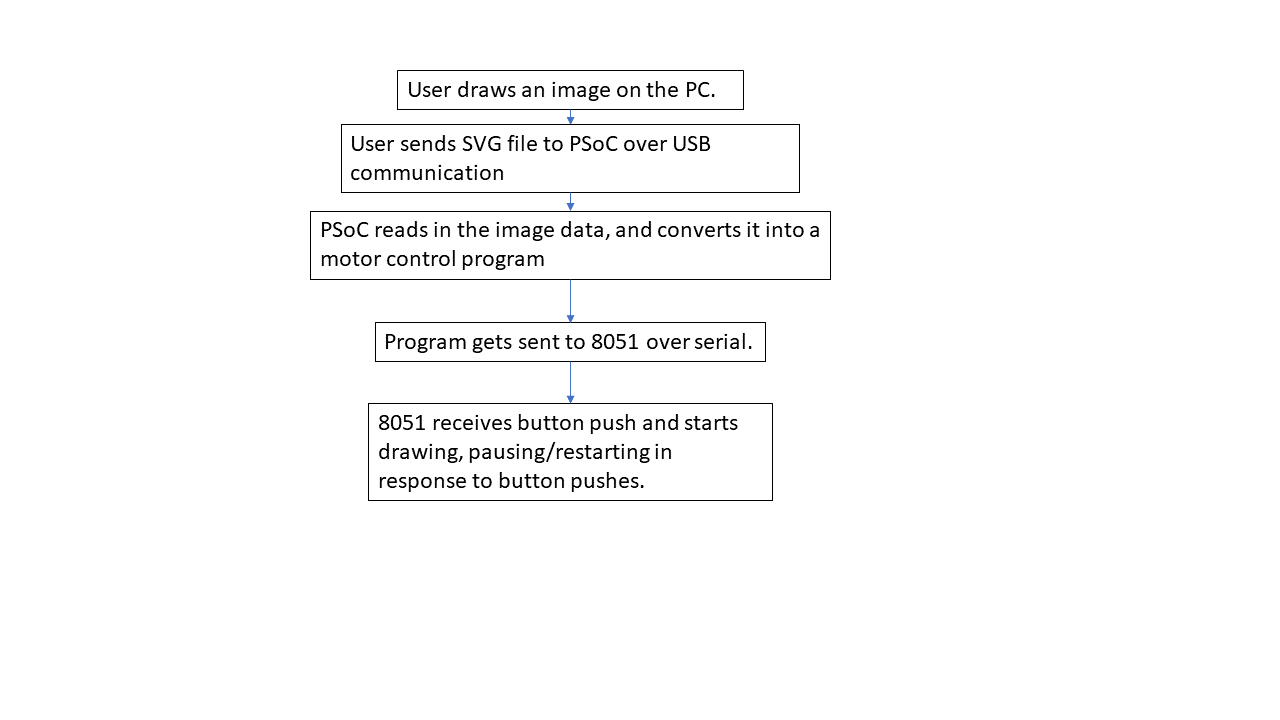 User draws an image on the PC.
User sends SVG file to PSoC over USB
communication
PSoC reads in the image data, and converts it into a
motor control program
Program gets sent to 8051 over serial.
8051 receives button push and starts
drawing, pausing/restarting in
response to button pushes.